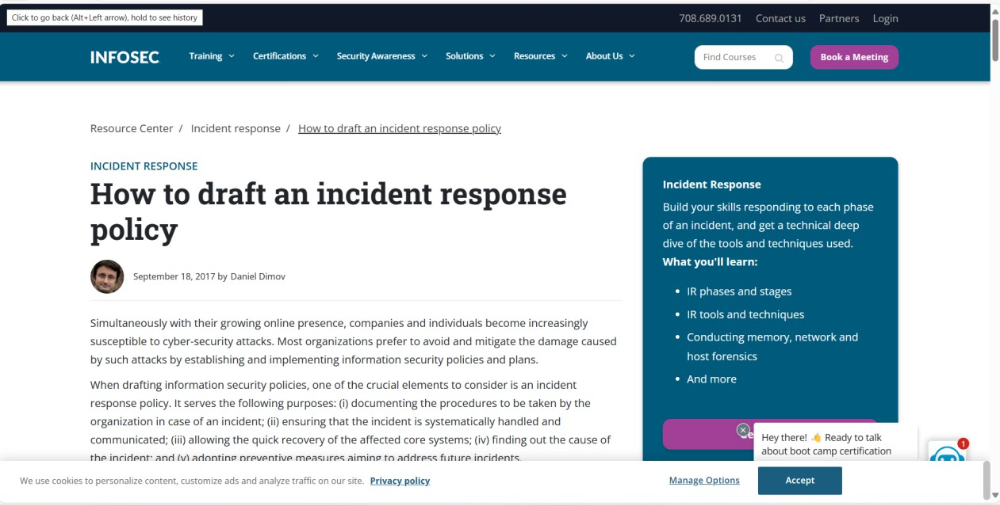 Click to go back (Alt+Left arrow), hold to see history
708.689.0131 Contact us Partners Login
INFOSEC Training Certifications Security Awareness Solutions Resources About Us Find Courses Book a Meeting
Resource Center / Incident response / How to draft an incident response policy
INCIDENT RESPONSE
How to draft an incident response
policy
September 18, 2017 by Daniel Dimov
Simultaneously with their growing online presence, companies and individuals become increasingly
susceptible to cyber-security attacks. Most organizations prefer to avoid and mitigate the damage caused
by such attacks by establishing and implementing information security policies and plans.
When drafting information security policies, one of the crucial elements to consider is an incident
response policy. It serves the following purposes: (i) documenting the procedures to be taken by the
organization in case of an incident; (ii) ensuring that the incident is systematically handled and
communicated; (iii) allowing the quick recovery of the affected core systems; (iv) finding out the cause of
the incident; and (v) adopting preventive measures aiming to address future incidents.
Incident Response
Build your skills responding to each phase
of an incident, and get a technical deep
dive of the tools and techniques used.
What you'll learn:
• IR phases and stages
• IR tools and techniques
• Conducting memory, network and
host forensics
• And more
Hey there! 👋 Ready to talk
about boot camp certification
1
We use cookies to personalize content, customize ads and analyze traffic on our site. Privacy policy
Manage Options Accept